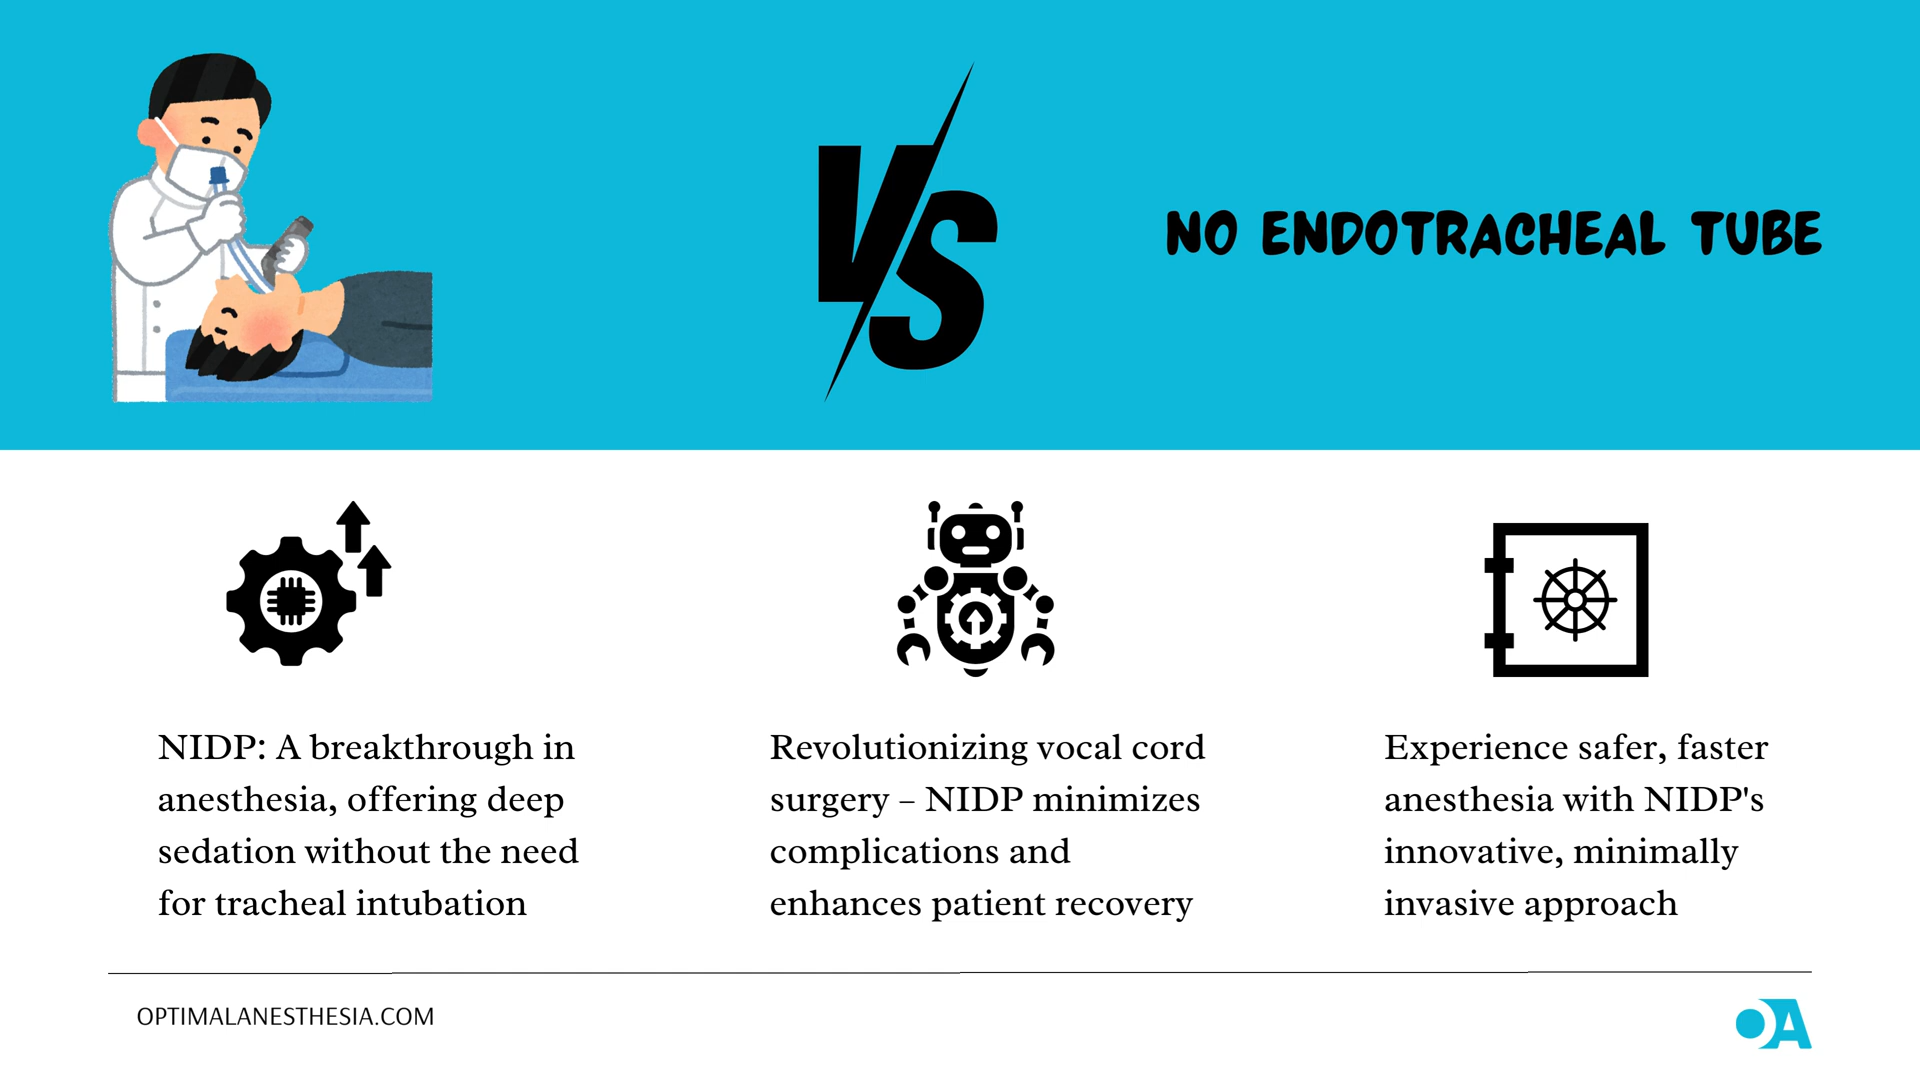 VS
NO ENDOTRACHEAL TUBE
NIDP: A breakthrough in
anesthesia, offering deep
sedation without the need
for tracheal intubation
Revolutionizing vocal cord
surgery – NIDP minimizes
complications and
enhances patient recovery
Experience safer, faster
anesthesia with NIDP's
innovative, minimally
invasive approach
OPTIMALANESTHESIA.COM
OA